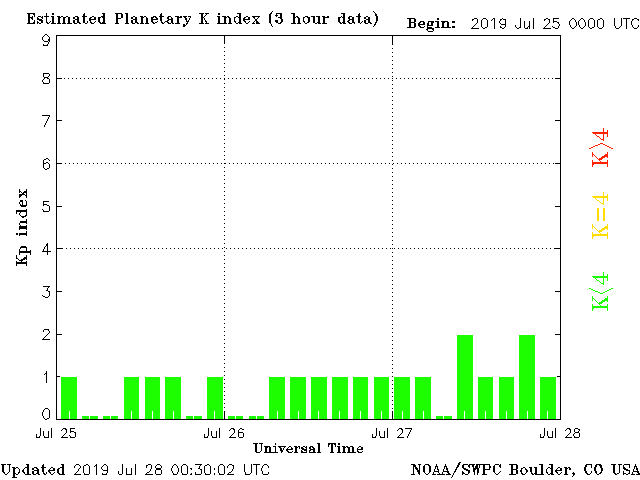 Estimated Planetary K index (3 hour data) Begin: 2019 Jul 25 0000 UTC
9
8
7
6
5
4
3
2
1
0
Kp index
Jul 25 Jul 26 Jul 27 Jul 28
Universal Time
K>4
K=4
K<4
Updated 2019 Jul 28 00:30:02 UTC NOAA/SWPC Boulder, CO USA